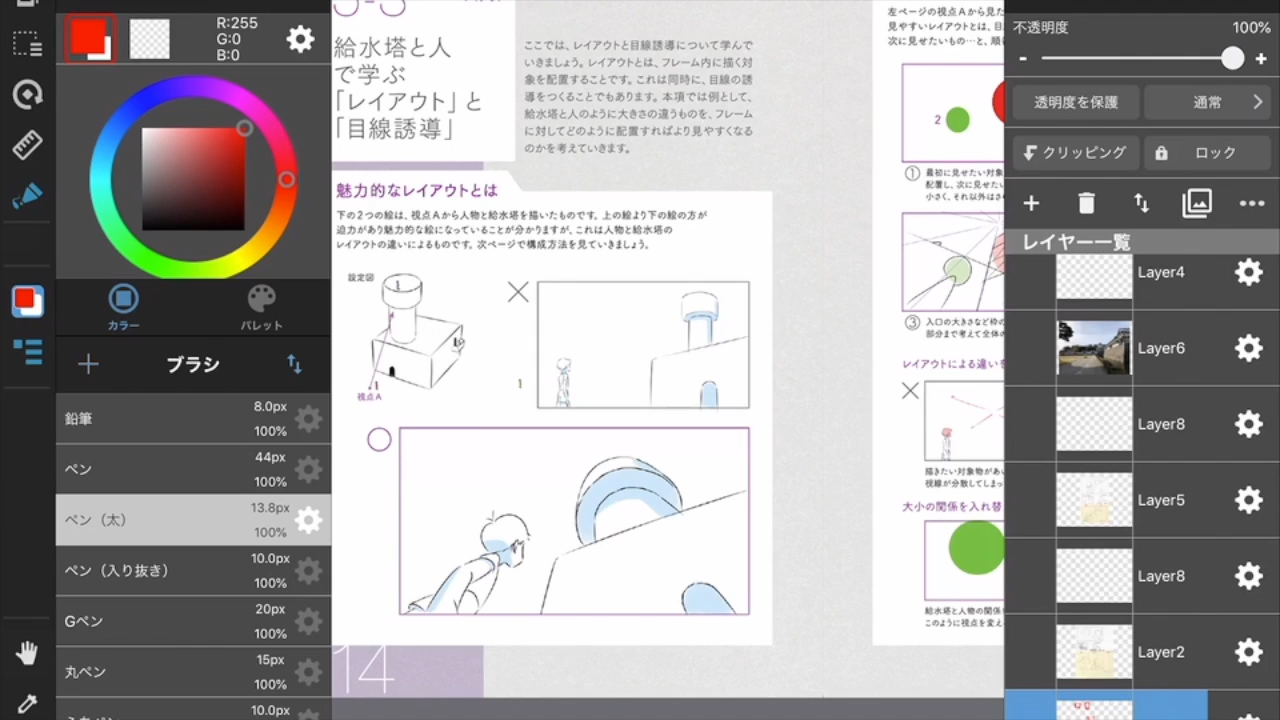 R:255
G:0
B:0
カラー
パレット
ブラシ
鉛筆
8.0px
100%
ペン
44px
100%
ペン（太）
13.8px
100%
ペン（入り抜き）
10.0px
100%
Gペン
20px
100%
丸ペン
15px
100%
10.0px
給水塔と人
で学ぶ
「レイアウト」と
「目線誘導」
ここでは、レイアウトと目線誘導について学んで
いきましょう。レイアウトとは、フレーム内に描く対
象を配置することです。これは同時に、目線の誘
導をつくることでもあります。本項では例として、
給水塔と人のように大きさの違うものを、フレーム
に対してどのように配置すればより見やすくなる
のかを考えていきます。
魅力的なレイアウトとは
下の２つの絵は、視点Ａから人物と給水塔を描いたものです。上の絵より下の絵の方が
迫力があり魅力的な絵になっていることが分かりますが、これは人物と給水塔の
レイアウトの違いによるものです。次ページで構成方法を見ていきましょう。
設定図
視点Ａ
14
左ページの視点Ａから見た
見やすいレイアウトとは、目
次に見せたいもの…と、順
2
① 最初に見せたい対象
配置し、次に見せたい
小さく、それ以外はさ
③ 入口の大きさなど枠の
部分まで考えて全体の
レイアウトによる違い
描きたい対象物があ
視線が分散してしまっ
大小の関係を入れ替
給水塔と人物の関係
このように視点を変え
不透明度
100%
- +
透明度を保護
通常
クリッピング
ロック
レイヤー一覧
Layer4
Layer6
Layer8
Layer5
Layer8
Layer2